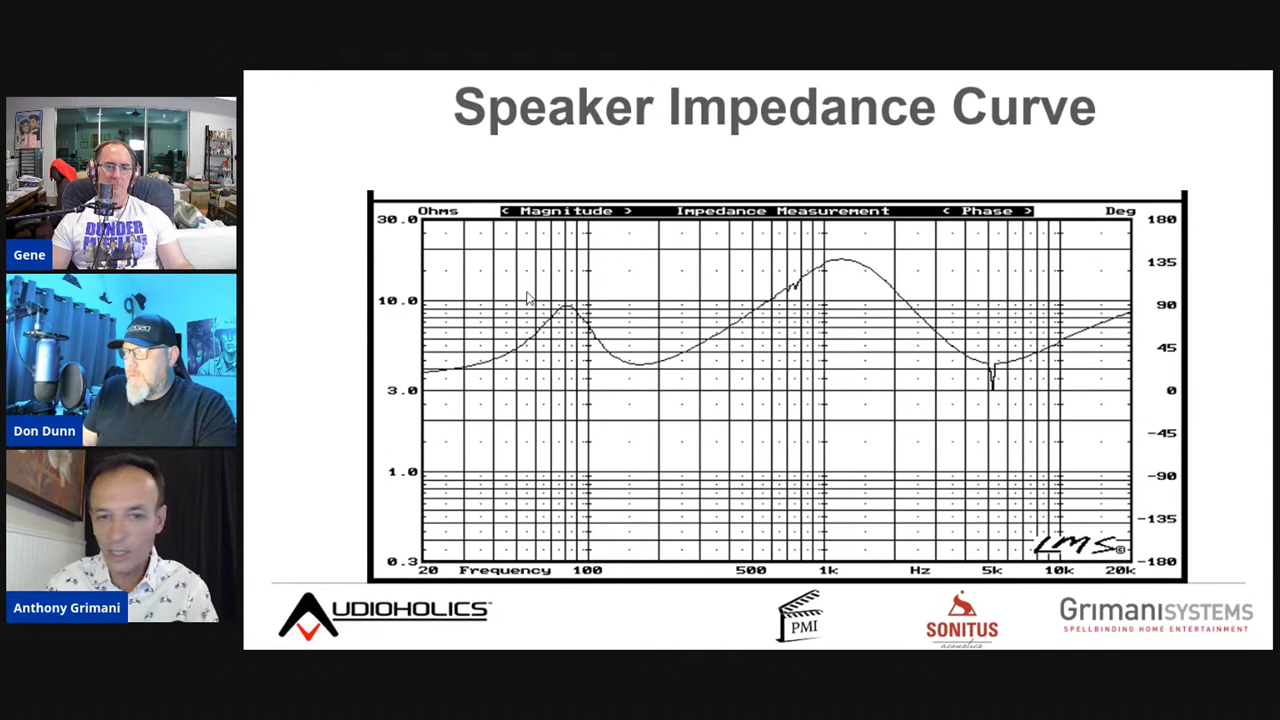 Speaker Impedance Curve
Ohms < Magnitude > Impedance Measurement < Phase > Deg
30.0 180
135
10.0 90
45
3.0 0
-45
1.0 -90
-135
LMS®
0.3 -180
20 Frequency 100 500 1k Hz 5k 10k 20k
Gene
DUNDER
Don Dunn
Anthony Grimani
AUDIOHOLICS™
PMI
SONITUS
acoustics
GRIMANISYSTEMS
SPELLBINDING HOME ENTERTAINMENT